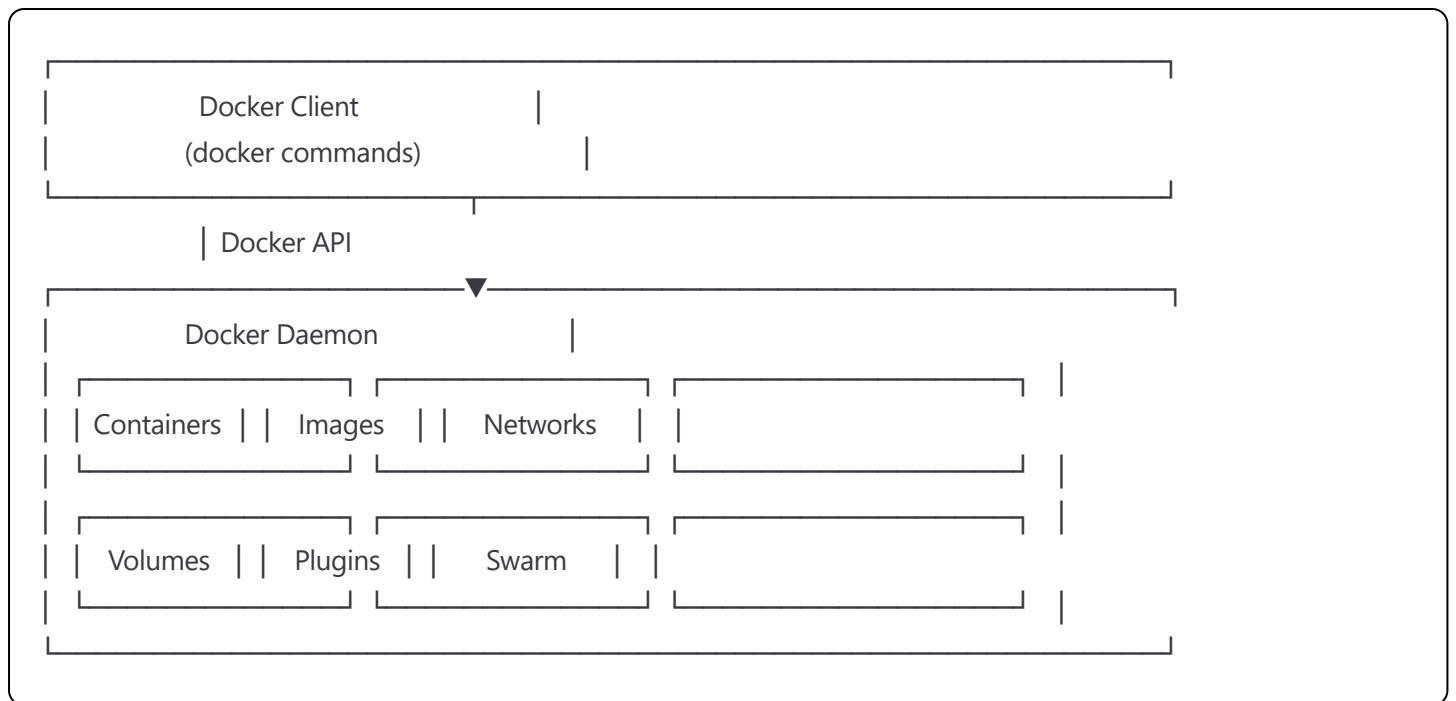 Docker Client
(docker commands)
Docker API
Docker Daemon
Containers Images Networks
Volumes Plugins Swarm